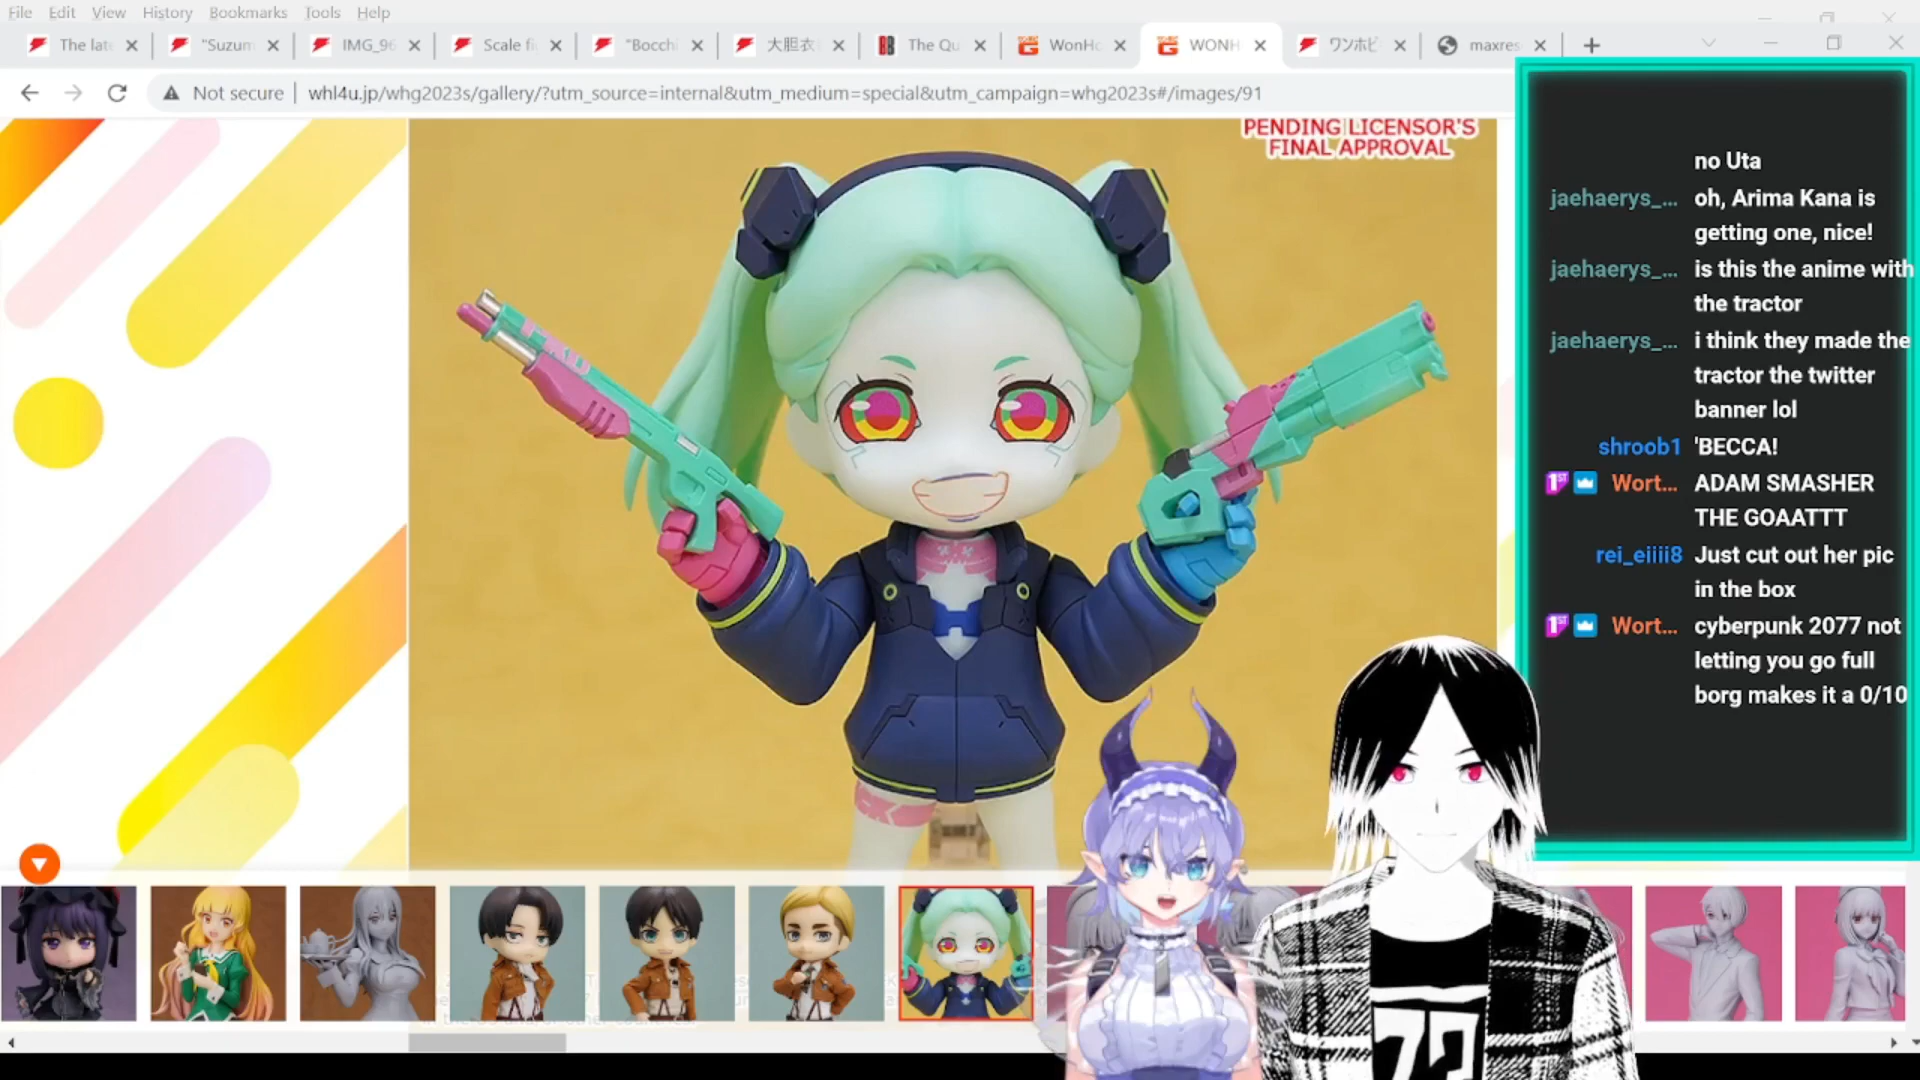 File Edit View History Bookmarks Tools Help
The lat "Suzum IMG_96 Scale fi "Bocchi 大胆衣 The Qu WonHo WONH ワンホビ maxres
Not secure whl4u.jp/whg2023s/gallery/?utm_source=internal&utm_medium=special&utm_campaign=whg2023s#/images/91
PENDING LICENSOR'S
FINAL APPROVAL
no Uta
jaehaerys_... oh, Arima Kana is
getting one, nice!
jaehaerys_... is this the anime with
the tractor
jaehaerys_... i think they made the
tractor the twitter
banner lol
shroob1 'BECCA!
1ST Wort... ADAM SMASHER
THE GOAATTT
rei_eiiii8 Just cut out her pic
in the box
1ST Wort... cyberpunk 2077 not
letting you go full
borg makes it a 0/10